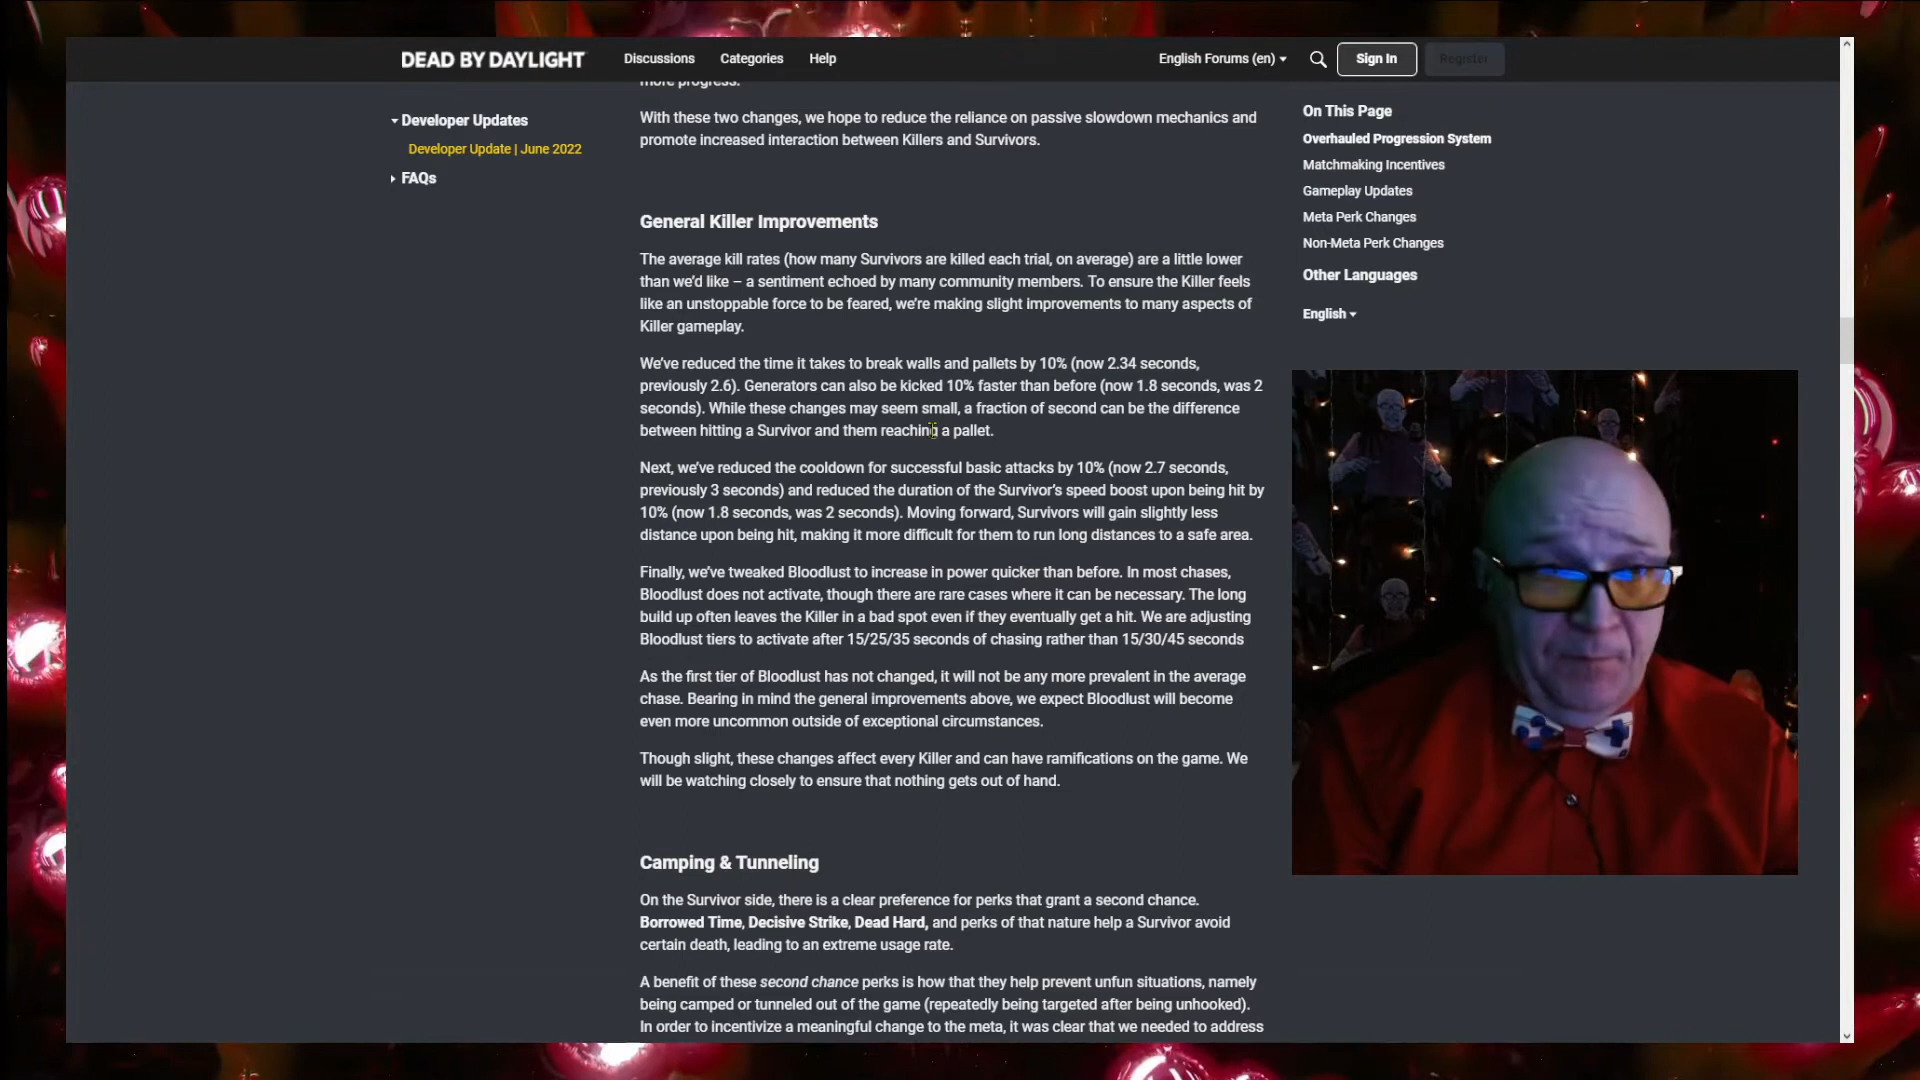 DEAD BY DAYLIGHT Discussions Categories Help English Forums (en) Sign In Register
Developer Updates
Developer Update | June 2022
FAQs
more progress.
With these two changes, we hope to reduce the reliance on passive slowdown mechanics and
promote increased interaction between Killers and Survivors.
General Killer Improvements
The average kill rates (how many Survivors are killed each trial, on average) are a little lower
than we'd like – a sentiment echoed by many community members. To ensure the Killer feels
like an unstoppable force to be feared, we're making slight improvements to many aspects of
Killer gameplay.
We've reduced the time it takes to break walls and pallets by 10% (now 2.34 seconds,
previously 2.6). Generators can also be kicked 10% faster than before (now 1.8 seconds, was 2
seconds). While these changes may seem small, a fraction of second can be the difference
between hitting a Survivor and them reaching a pallet.
Next, we've reduced the cooldown for successful basic attacks by 10% (now 2.7 seconds,
previously 3 seconds) and reduced the duration of the Survivor's speed boost upon being hit by
10% (now 1.8 seconds, was 2 seconds). Moving forward, Survivors will gain slightly less
distance upon being hit, making it more difficult for them to run long distances to a safe area.
Finally, we've tweaked Bloodlust to increase in power quicker than before. In most chases,
Bloodlust does not activate, though there are rare cases where it can be necessary. The long
build up often leaves the Killer in a bad spot even if they eventually get a hit. We are adjusting
Bloodlust tiers to activate after 15/25/35 seconds of chasing rather than 15/30/45 seconds
As the first tier of Bloodlust has not changed, it will not be any more prevalent in the average
chase. Bearing in mind the general improvements above, we expect Bloodlust will become
even more uncommon outside of exceptional circumstances.
Though slight, these changes affect every Killer and can have ramifications on the game. We
will be watching closely to ensure that nothing gets out of hand.
Camping & Tunneling
On the Survivor side, there is a clear preference for perks that grant a second chance.
Borrowed Time, Decisive Strike, Dead Hard, and perks of that nature help a Survivor avoid
certain death, leading to an extreme usage rate.
A benefit of these second chance perks is how that they help prevent unfun situations, namely
being camped or tunneled out of the game (repeatedly being targeted after being unhooked).
In order to incentivize a meaningful change to the meta, it was clear that we needed to address
On This Page
Overhauled Progression System
Matchmaking Incentives
Gameplay Updates
Meta Perk Changes
Non-Meta Perk Changes
Other Languages
English